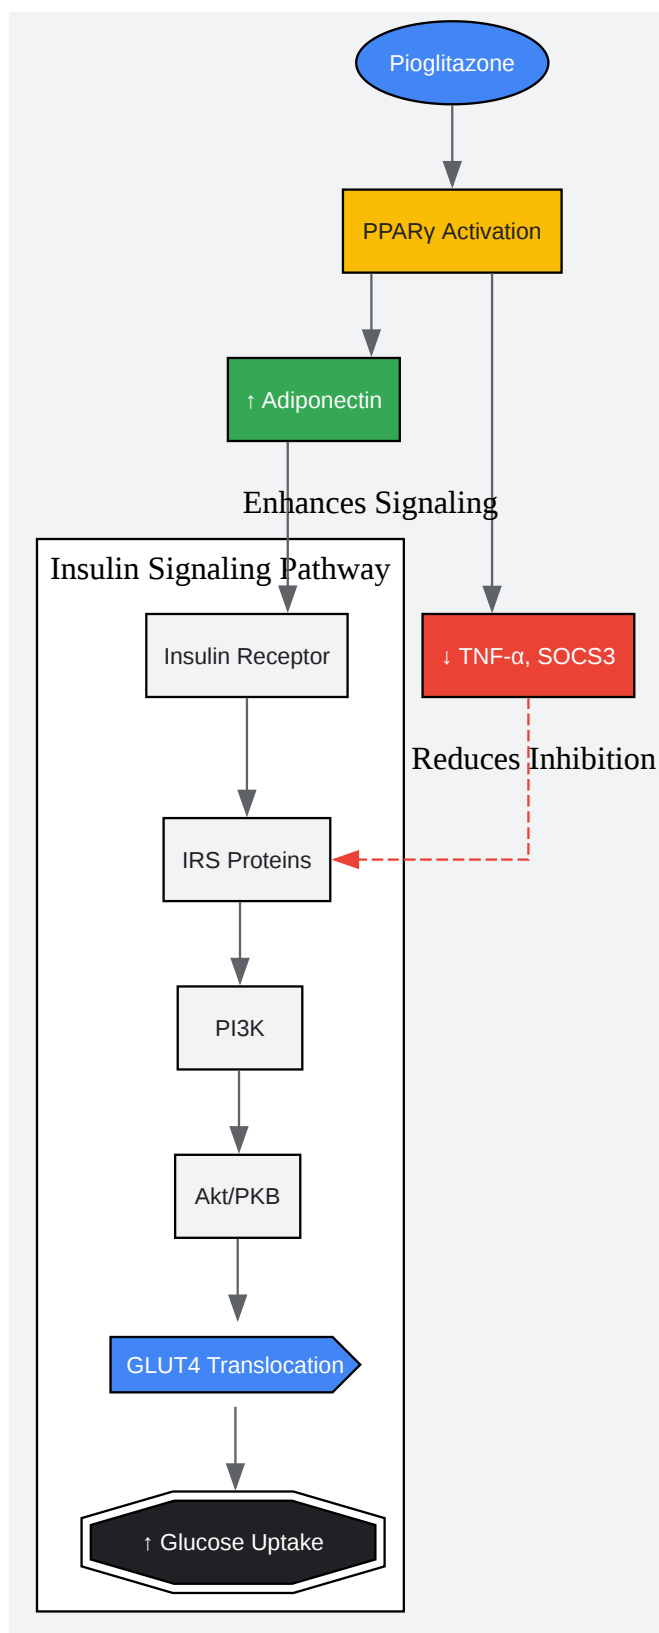 Pioglitazone
PPARγ Activation
↑ Adiponectin
Enhances Signaling
Insulin Signaling Pathway
Insulin Receptor
↓ TNF-α, SOCS3
Reduces Inhibition
IRS Proteins
PI3K
Akt/PKB
GLUT4 Translocation
↑ Glucose Uptake